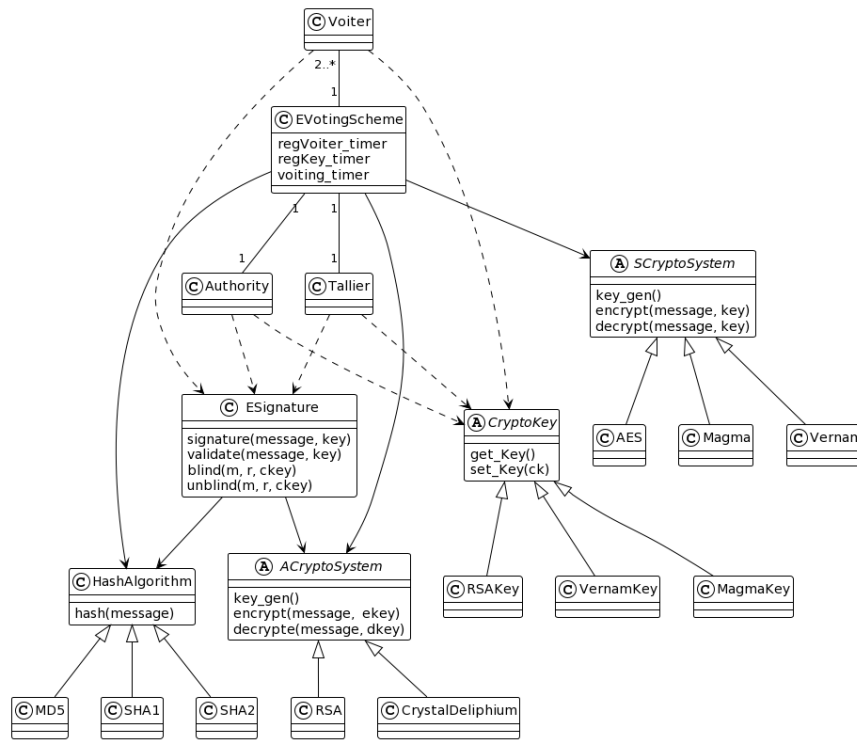 C Voiter
2..*
1
C EVotingScheme
regVoiter_timer
regKey_timer
voiting_timer
1
1
1
1
C Authority
C Tallier
A SCryptoSystem
key_gen()
encrypt(message, key)
decrypt(message, key)
C ESignature
signature(message, key)
validate(message, key)
blind(m, r, ckey)
unblind(m, r, ckey)
A CryptoKey
get_Key()
set_Key(ck)
C AES
C Magma
C Vernam
C HashAlgorithm
hash(message)
A ACryptoSystem
key_gen()
encrypt(message, ekey)
decrypte(message, dkey)
C RSAKey
C VernamKey
C MagmaKey
C MD5
C SHA1
C SHA2
C RSA
C CrystalDeliphium